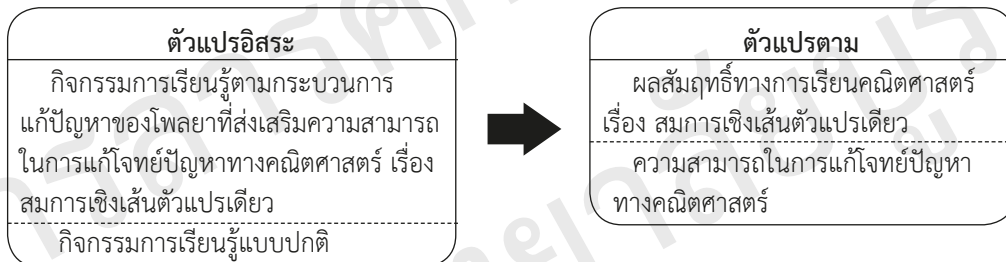 ตัวแปรอิสระ
กิจกรรมการเรียนรู้ตามกระบวนการ
แก้ปัญหาของโพลยาที่ส่งเสริมความสามารถ
ในการแก้โจทย์ปัญหาทางคณิตศาสตร์ เรื่อง
สมการเชิงเส้นตัวแปรเดียว
กิจกรรมการเรียนรู้แบบปกติ
ตัวแปรตาม
ผลสัมฤทธิ์ทางการเรียนคณิตศาสตร์
เรื่อง สมการเชิงเส้นตัวแปรเดียว
ความสามารถในการแก้โจทย์ปัญหา
ทางคณิตศาสตร์